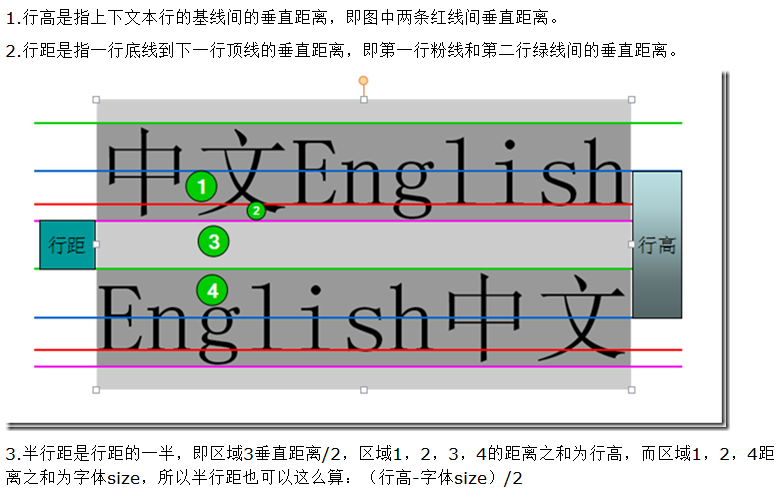 1.行高是指上下文本行的基线间的垂直距离，即图中两条红线间垂直距离。
2.行距是指一行底线到下一行顶线的垂直距离，即第一行粉线和第二行绿线间的垂直距离。
中文English
1
2
行距
3
行高
4
English中文
3.半行距是行距的一半，即区域3垂直距离/2，区域1，2，3，4的距离之和为行高，而区域1，2，4距
离之和为字体size，所以半行距也可以这么算：（行高-字体size）/2